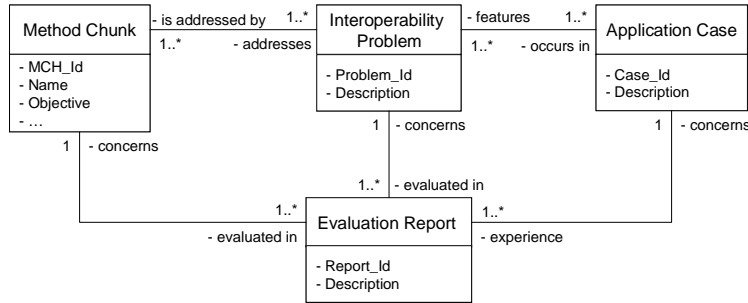 Method Chunk
- MCH_Id
- Name
- Objective
- ...
- is addressed by
1..*
1..*
- addresses
Interoperability
Problem
- Problem_Id
- Description
- features
1..*
1..*
- occurs in
Application Case
- Case_Id
- Description
1
- concerns
1
- concerns
1
- concerns
1..*
- evaluated in
1..*
- evaluated in
1..*
- experience
Evaluation Report
- Report_Id
- Description